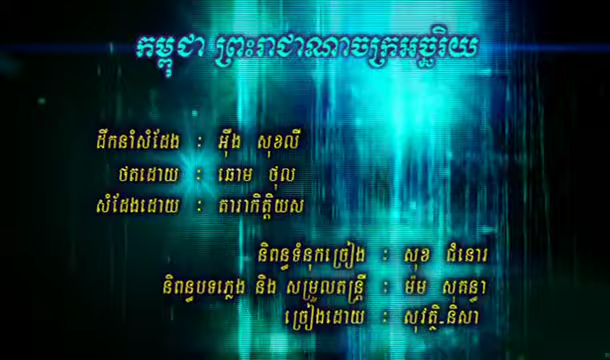 កម្ពុជា ព្រះរាជាណាចក្រអច្ឆរិយ
ដឹកនាំសំដែង : អ៊ឹង សុខលី
ថតដោយ : ឆោម ថុល
សំដែងដោយ : តារាកិត្តិយស
និពន្ធទំនុកច្រៀង : សុខ ជំនោរ
និពន្ធបទភ្លេង និង សម្រួលតន្ត្រី : ម៉ម សុគន្ធា
ច្រៀងដោយ : សុវត្ថិ-និសា